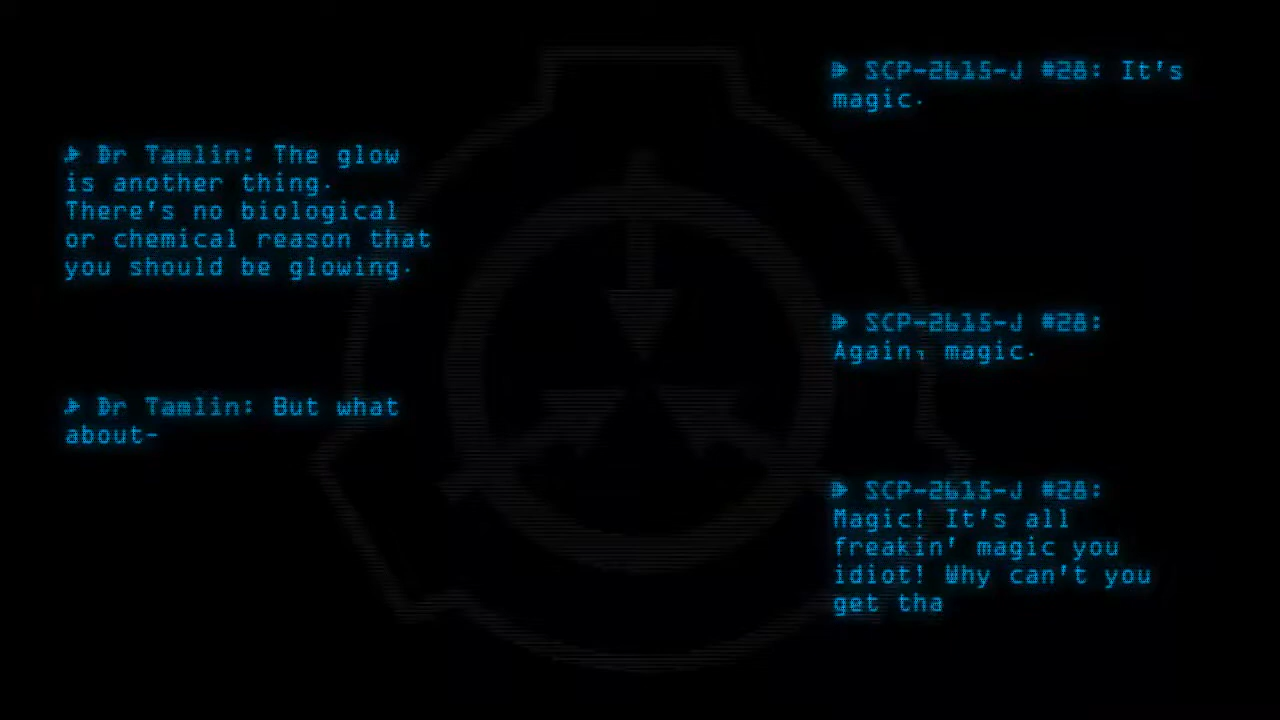 > SCP-2615-J #28: It's
magic.
> Dr Tamlin: The glow
is another thing.
There's no biological
or chemical reason that
you should be glowing.
> SCP-2615-J #28:
Again, magic.
> Dr Tamlin: But what
about-
> SCP-2615-J #28:
Magic! It's all
freakin' magic you
idiot! Why can't you
get tha